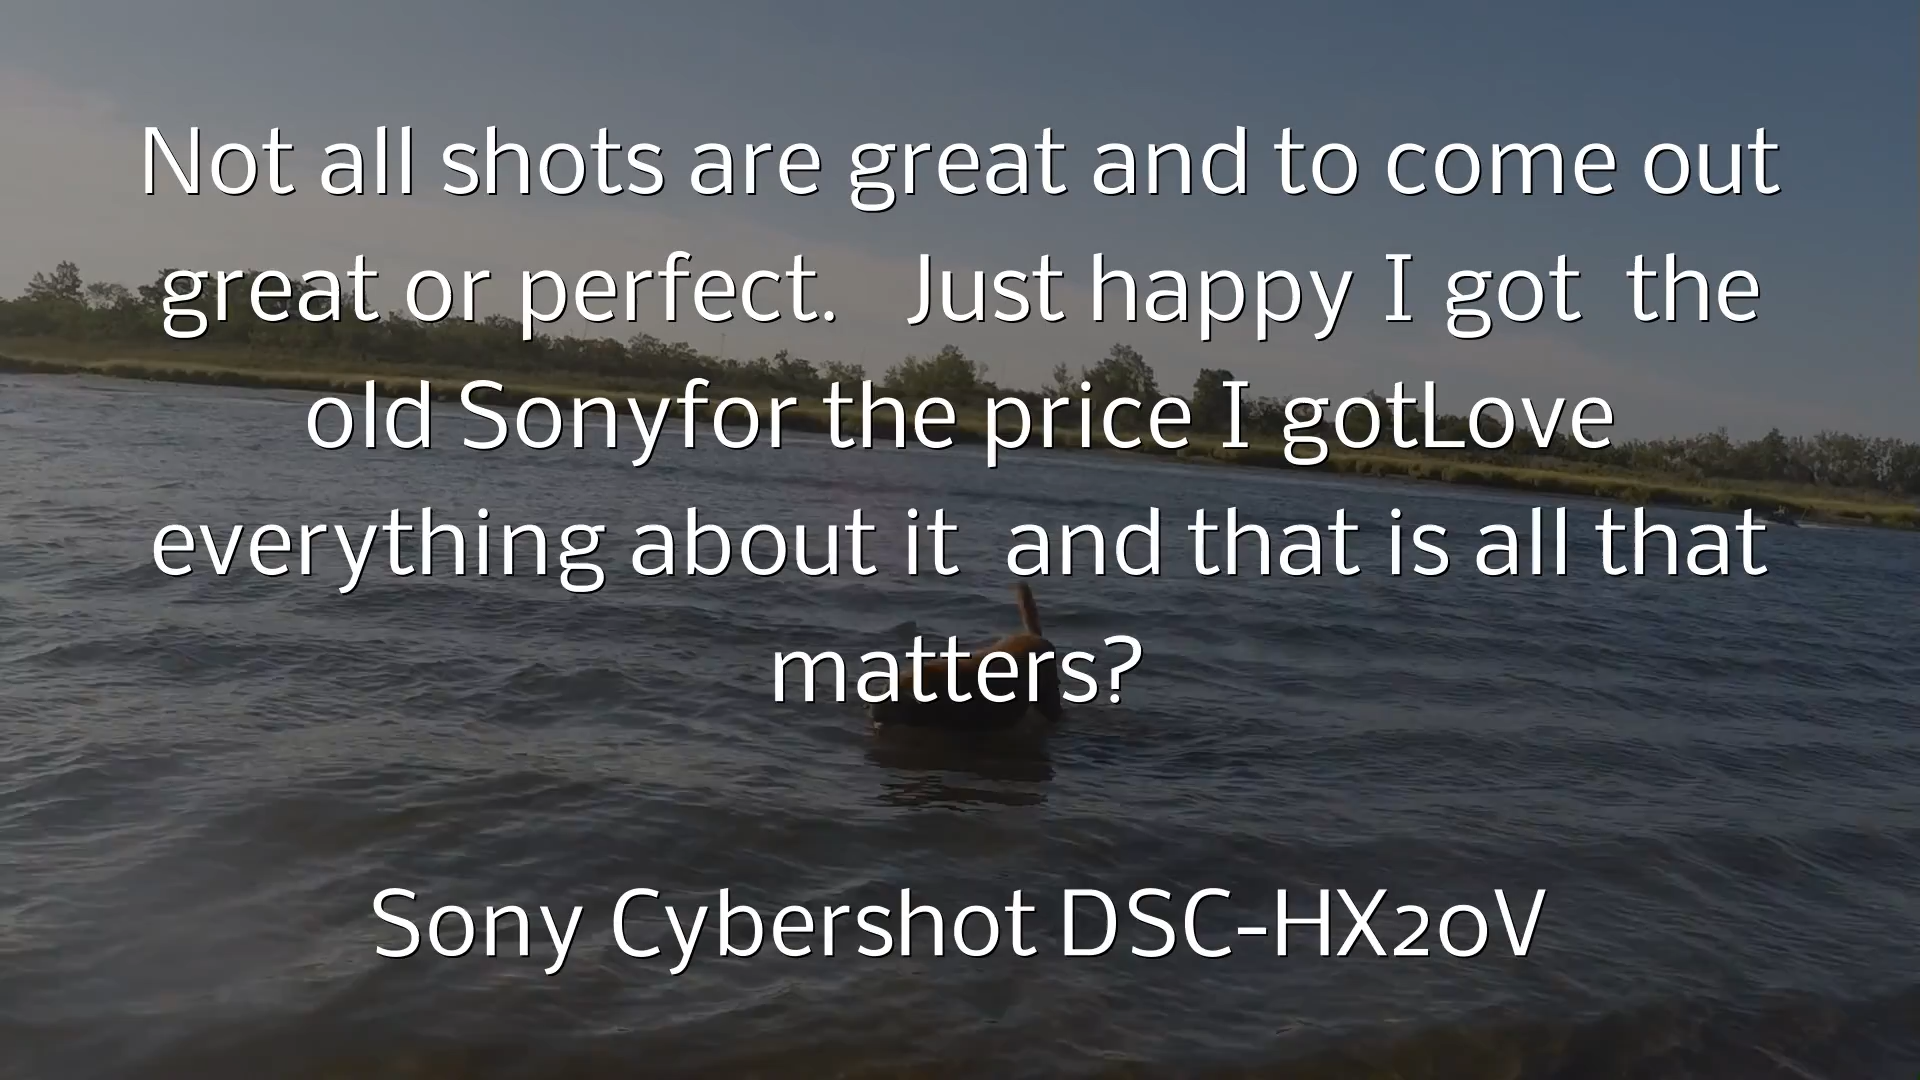 Not all shots are great and to come out
great or perfect.   Just happy I got  the
old Sonyfor the price I gotLove
everything about it  and that is all that
matters?
Sony Cybershot DSC-HX20V